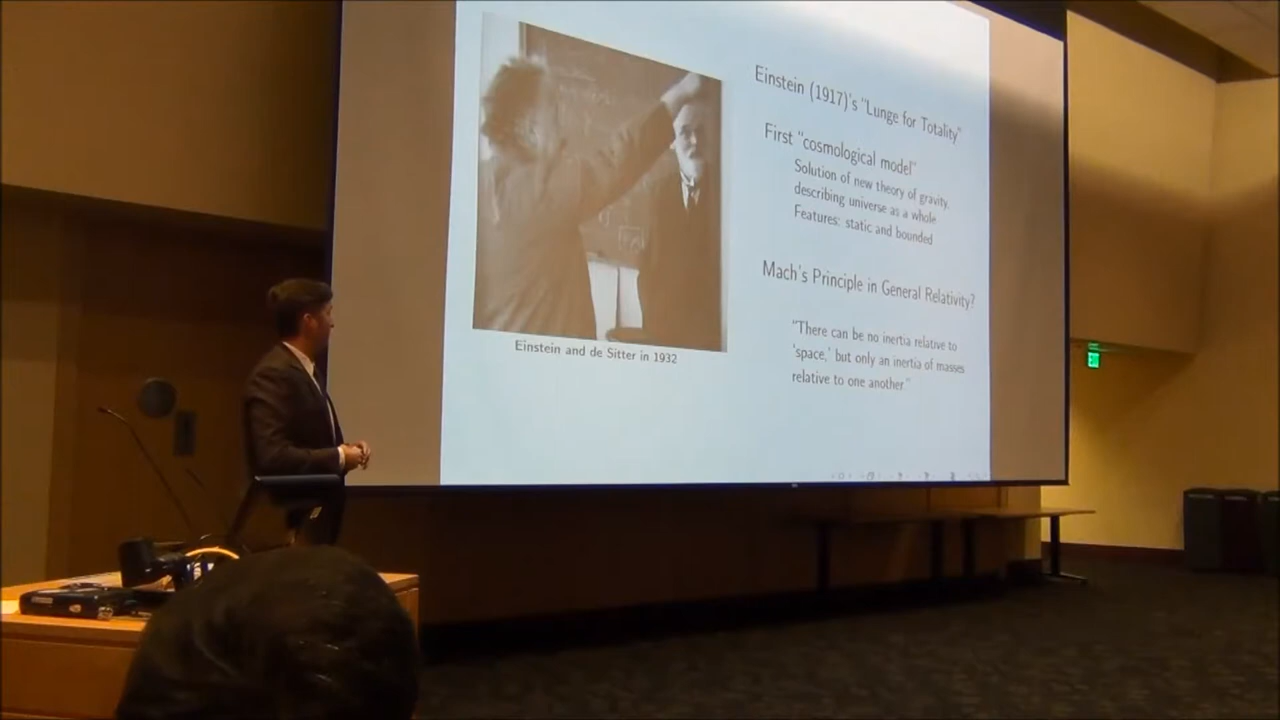 Einstein (1917)'s "Lunge for Totality"
First "cosmological model"
Solution of new theory of gravity,
describing universe as a whole
Features: static and bounded
Mach's Principle in General Relativity?
"There can be no inertia relative to
'space,' but only an inertia of masses
relative to one another."
Einstein and de Sitter in 1932